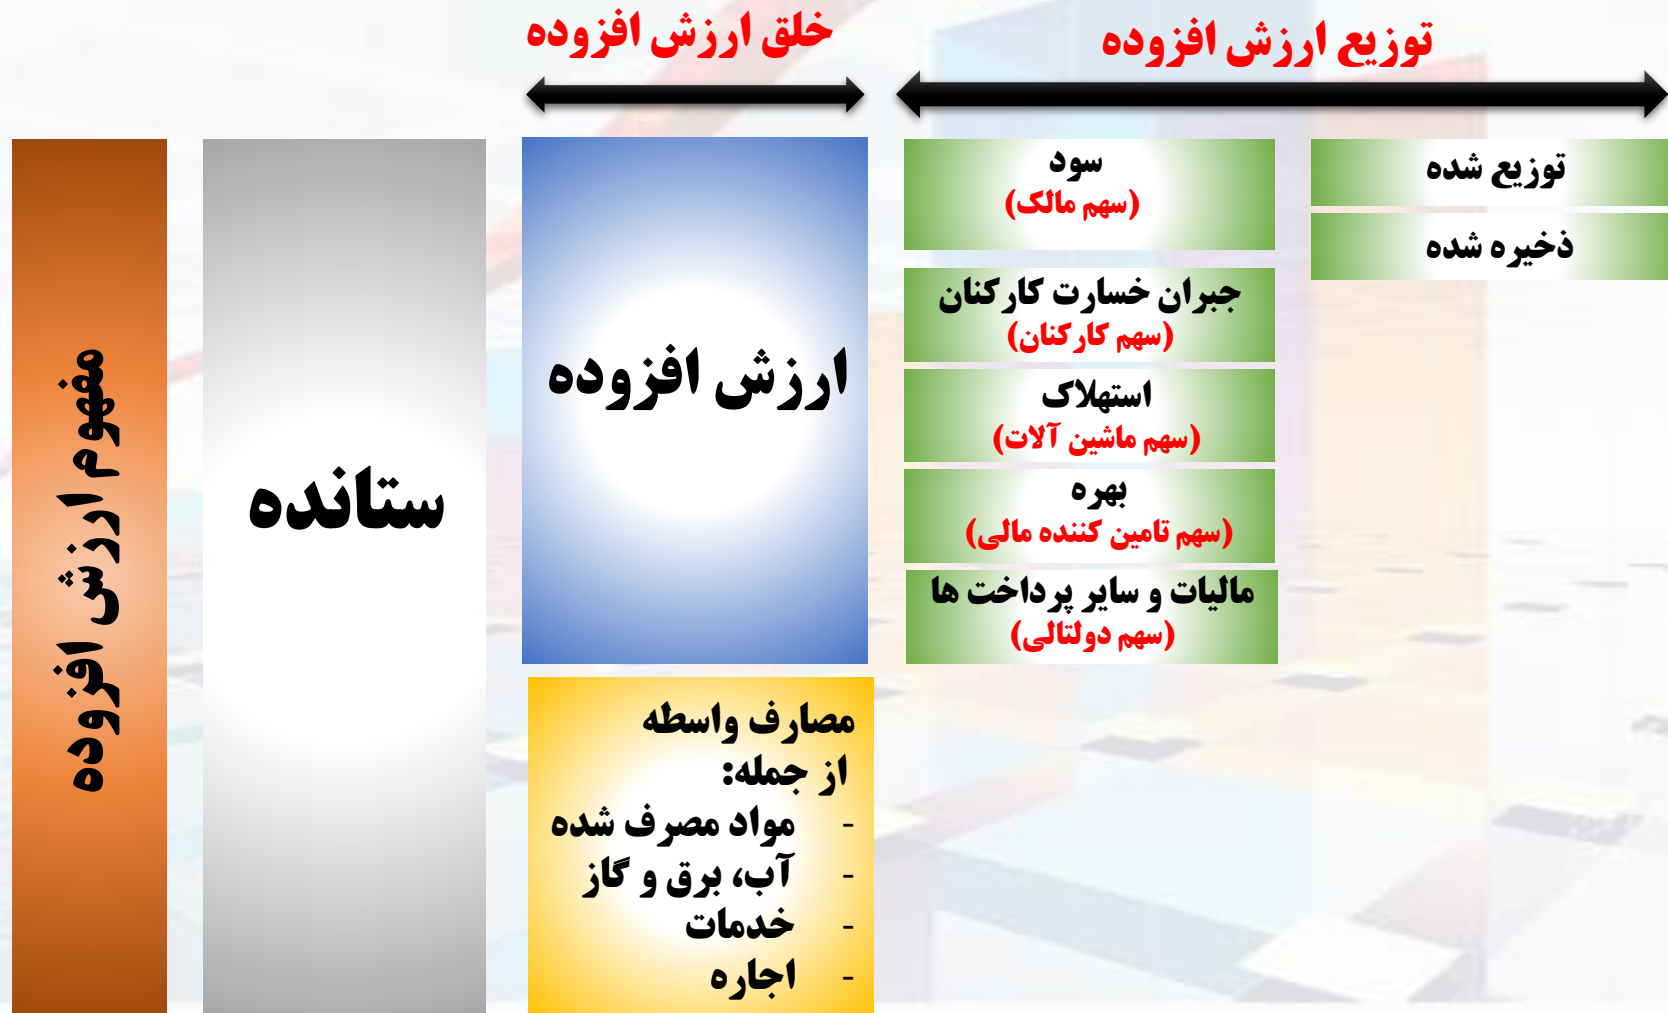 توزیع ارزش افزوده
خلق ارزش افزوده
توزیع شده
ذخیره شده
سود
(سهم مالک)
جبران خسارت کارکنان
(سهم کارکنان)
استهلاک
(سهم ماشین آلات)
بهره
(سهم تامین کننده مالی)
مالیات و سایر پرداخت ها
(سهم دولتالی)
ارزش افزوده
مصارف واسطه
از جمله:
- مواد مصرف شده
- آب، برق و گاز
- خدمات
- اجاره
ستانده
مفهوم ارزش افزوده